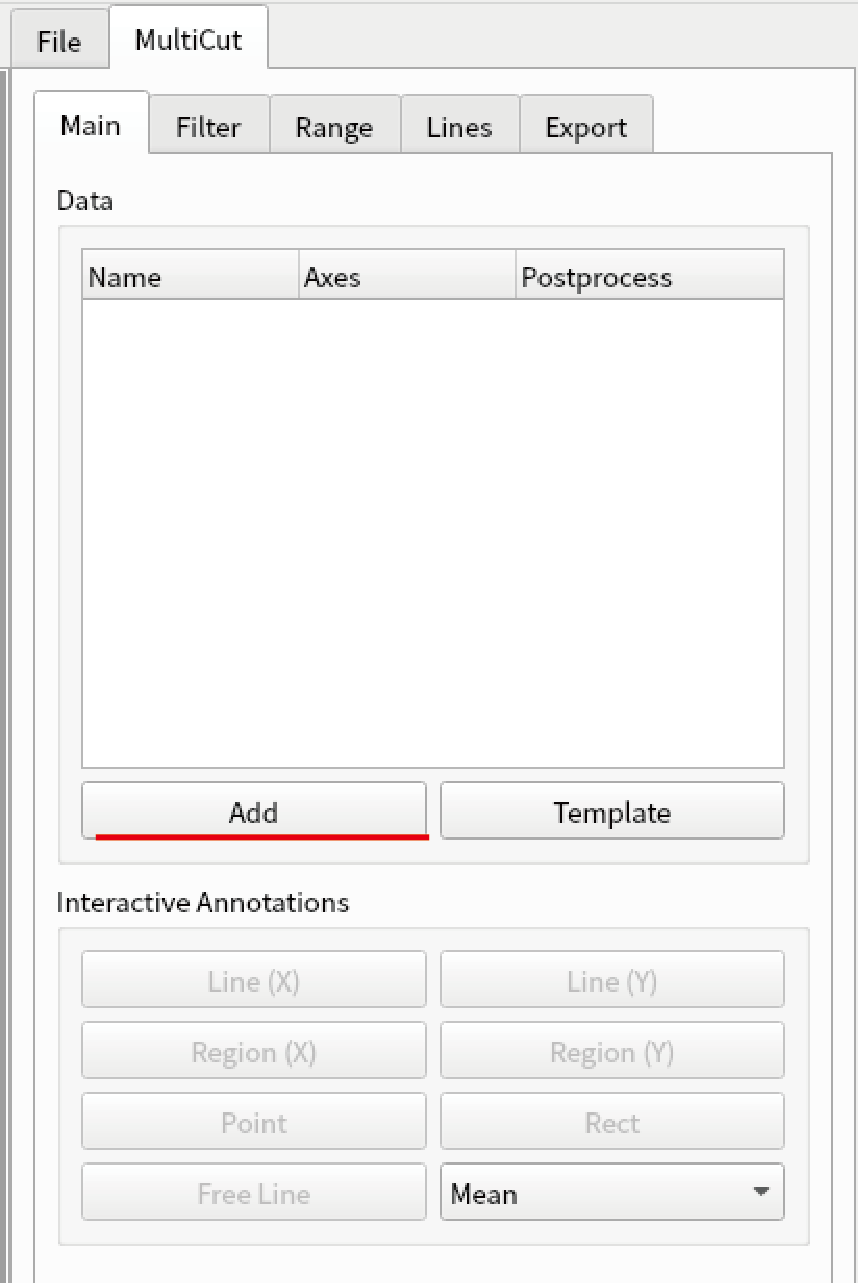 File MultiCut
Main Filter Range Lines Export
Data
Name Axes Postprocess
Add Template
Interactive Annotations
Line (X) Line (Y)
Region (X) Region (Y)
Point Rect
Free Line Mean